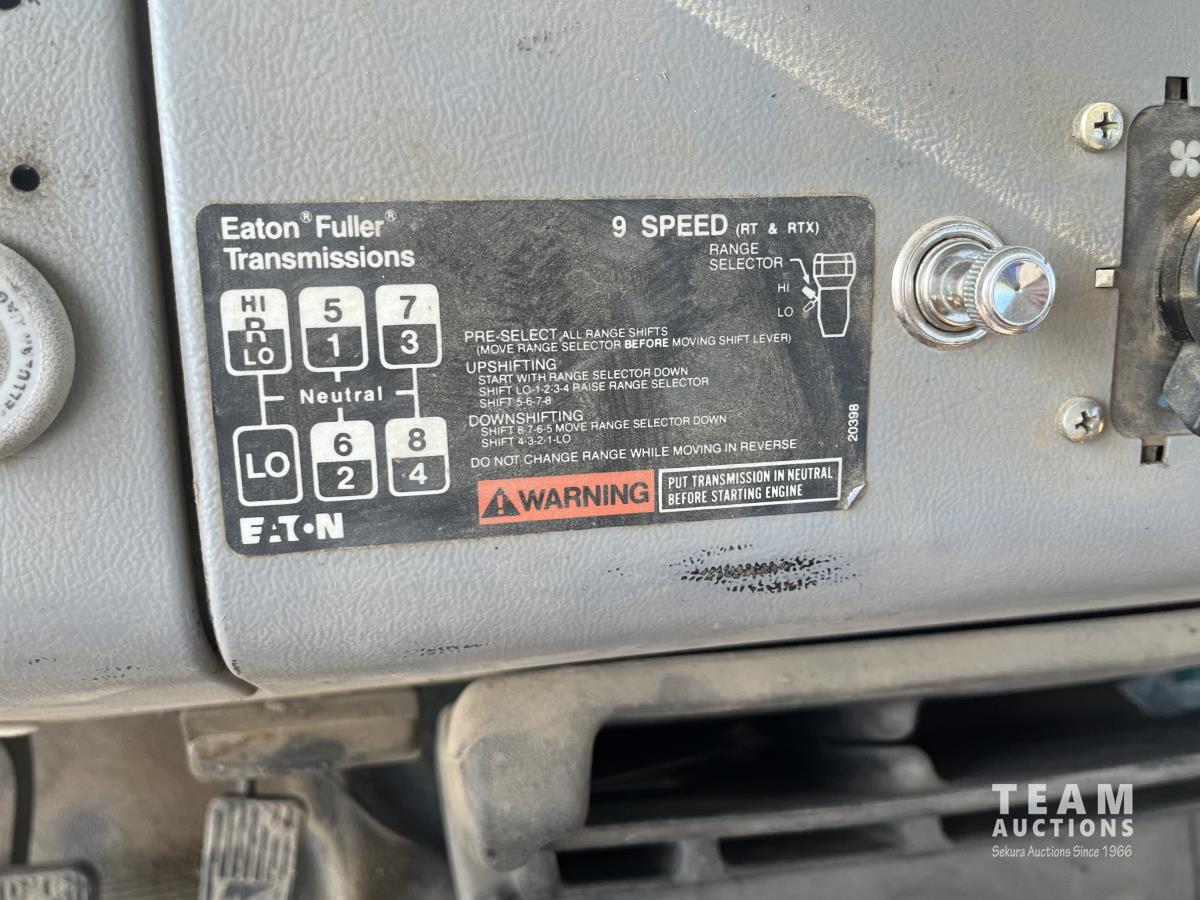 Eaton® Fuller®
Transmissions
9 SPEED (RT & RTX)
RANGE
SELECTOR
HI
LO
HI 5 7
R 1 3
LO
Neutral
LO 6 8
2 4
PRE-SELECT ALL RANGE SHIFTS
(MOVE RANGE SELECTOR BEFORE MOVING SHIFT LEVER)
UPSHIFTING
START WITH RANGE SELECTOR DOWN
SHIFT LO-1-2-3-4 RAISE RANGE SELECTOR
SHIFT 5-6-7-8
DOWNSHIFTING
SHIFT 8-7-6-5 MOVE RANGE SELECTOR DOWN
SHIFT 4-3-2-1-LO
DO NOT CHANGE RANGE WHILE MOVING IN REVERSE
WARNING
PUT TRANSMISSION IN NEUTRAL
BEFORE STARTING ENGINE
20398
EATON
TEAM
AUCTIONS
Sekura Auctions Since 1966